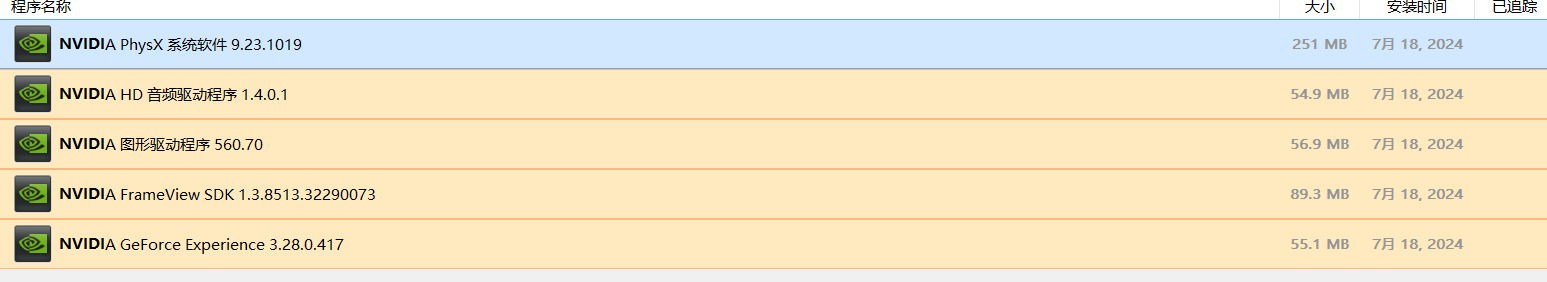 程序名称 大小 安装时间 已追踪
NVIDIA PhysX 系统软件 9.23.1019 251 MB 7月 18, 2024
NVIDIA HD 音频驱动程序 1.4.0.1 54.9 MB 7月 18, 2024
NVIDIA 图形驱动程序 560.70 56.9 MB 7月 18, 2024
NVIDIA FrameView SDK 1.3.8513.32290073 89.3 MB 7月 18, 2024
NVIDIA GeForce Experience 3.28.0.417 55.1 MB 7月 18, 2024